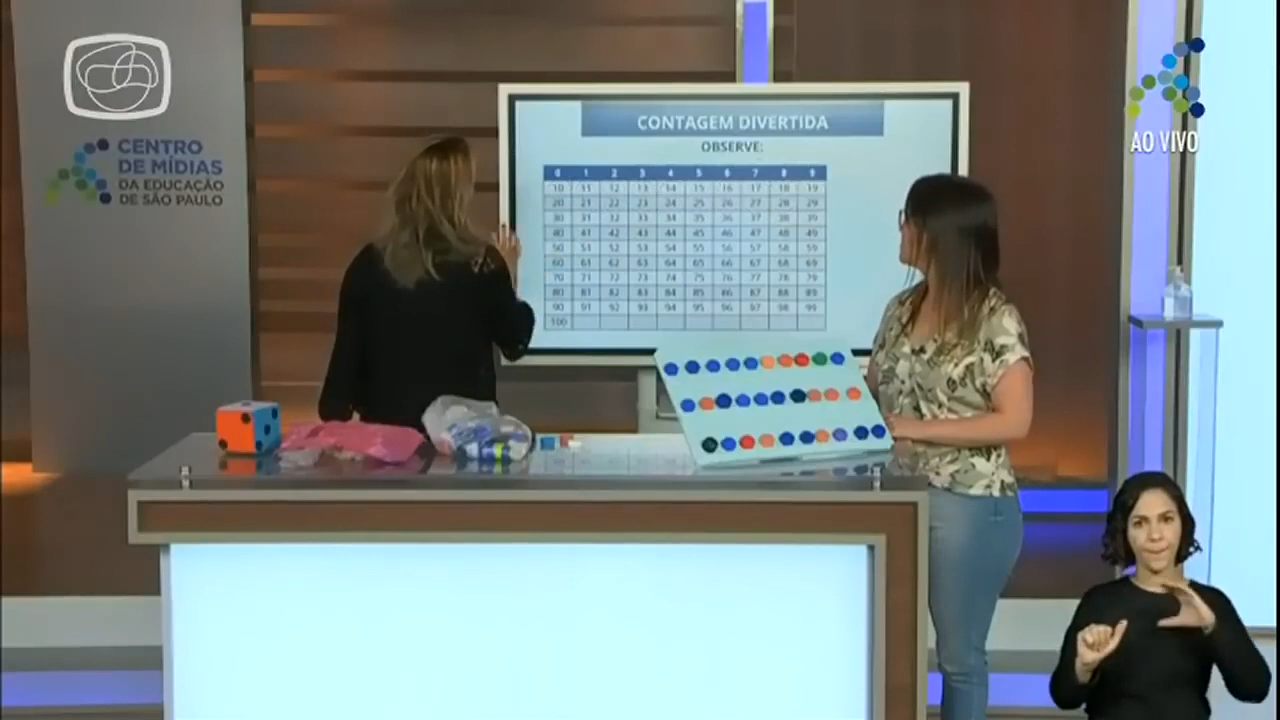 CENTRO
DE MÍDIAS
DA EDUCAÇÃO
DE SÃO PAULO
AO VIVO
CONTAGEM DIVERTIDA
OBSERVE:
0 1 2 3 4 5 6 7 8 9
10 11 12 13 14 15 16 17 18 19
20 21 22 23 24 25 26 27 28 29
30 31 32 33 34 35 36 37 38 39
40 41 42 43 44 45 46 47 48 49
50 51 52 53 54 55 56 57 58 59
60 61 62 63 64 65 66 67 68 69
70 71 72 73 74 75 76 77 78 79
80 81 82 83 84 85 86 87 88 89
90 91 92 93 94 95 96 97 98 99
100